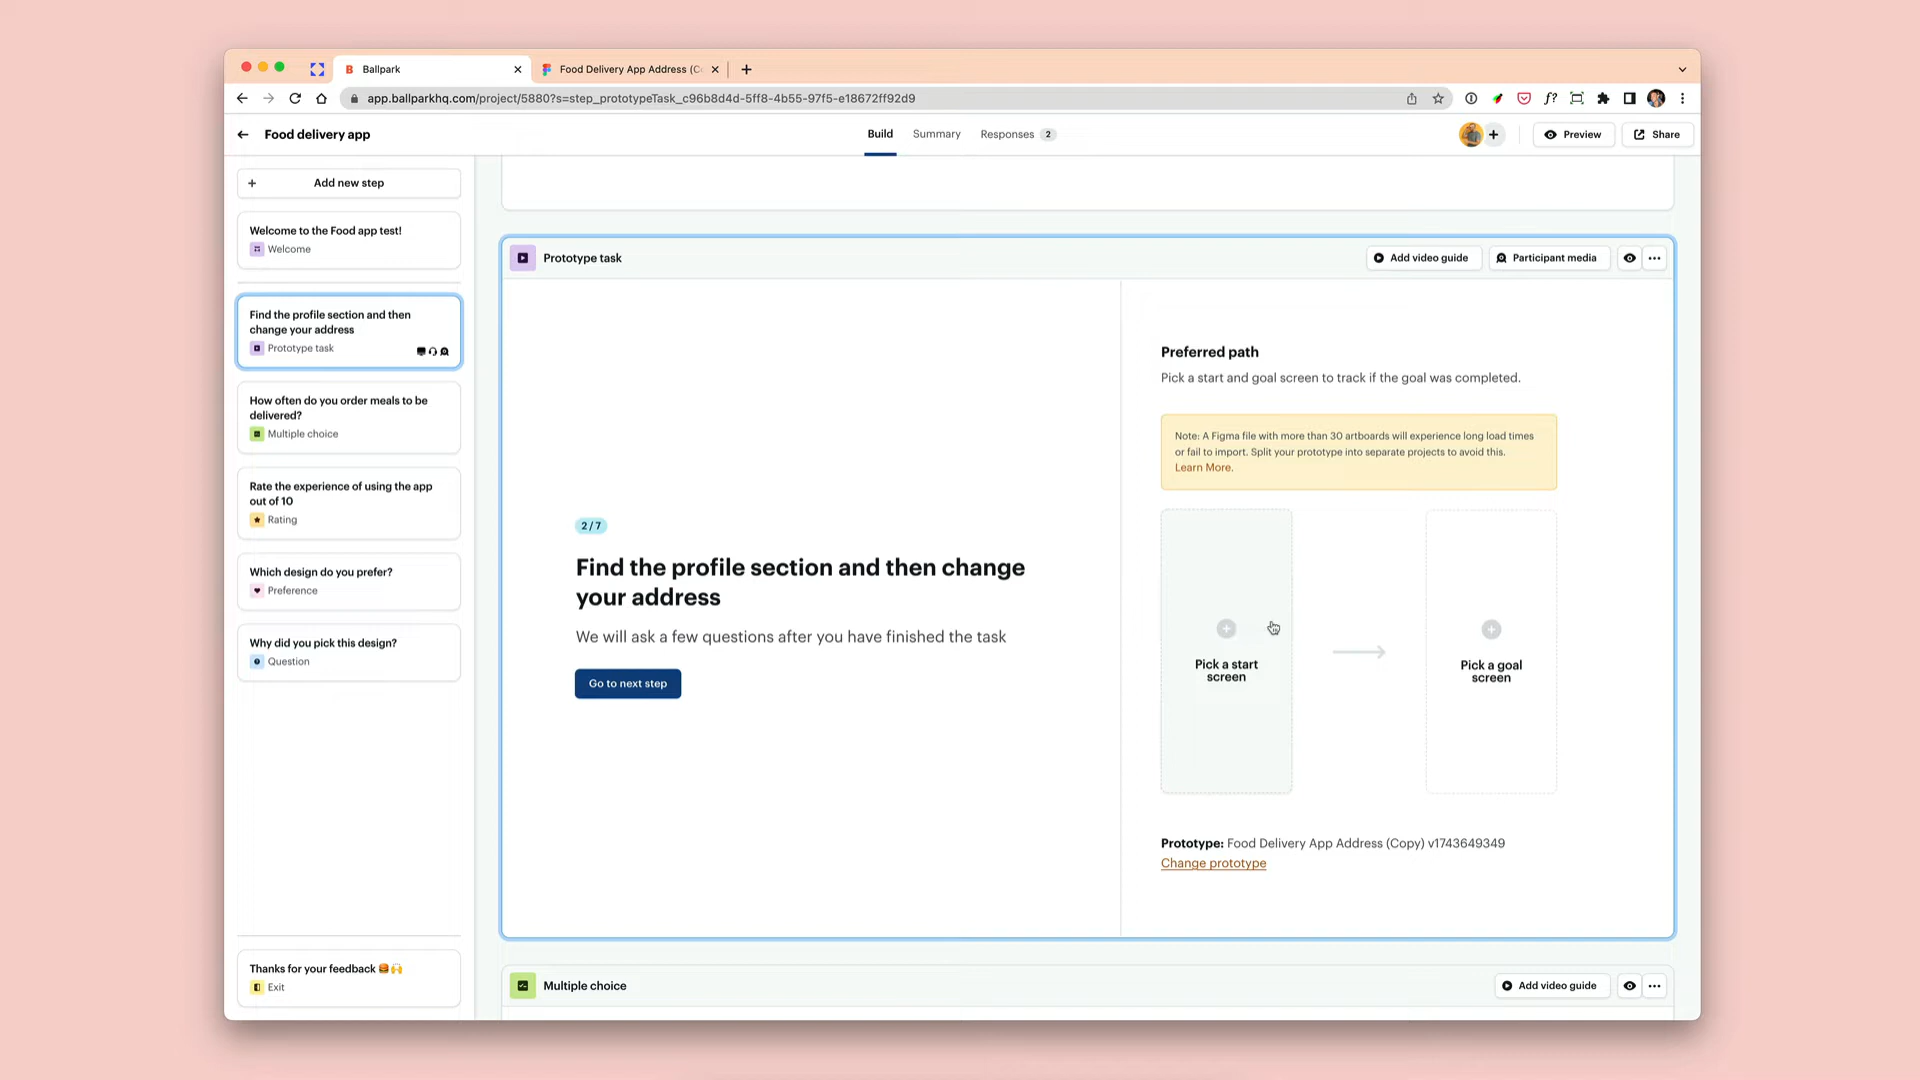 Ballpark
Food Delivery App Address (C
app.ballparkhq.com/project/5880?s=step_prototypeTask_c96b8d4d-5ff8-4b55-97f5-e18672ff92d9
f?
Food delivery app
Build
Summary
Responses 2
Preview
Share
Add new step
Welcome to the Food app test!
Welcome
Find the profile section and then
change your address
Prototype task
How often do you order meals to be
delivered?
Multiple choice
Rate the experience of using the app
out of 10
Rating
Which design do you prefer?
Preference
Why did you pick this design?
Question
Thanks for your feedback 🍔🙌
Exit
Prototype task
Add video guide
Participant media
2 / 7
Find the profile section and then change
your address
We will ask a few questions after you have finished the task
Go to next step
Preferred path
Pick a start and goal screen to track if the goal was completed.
Note: A Figma file with more than 30 artboards will experience long load times
or fail to import. Split your prototype into separate projects to avoid this.
Learn More.
Pick a start
screen
Pick a goal
screen
Prototype: Food Delivery App Address (Copy) v1743649349
Change prototype
Multiple choice
Add video guide